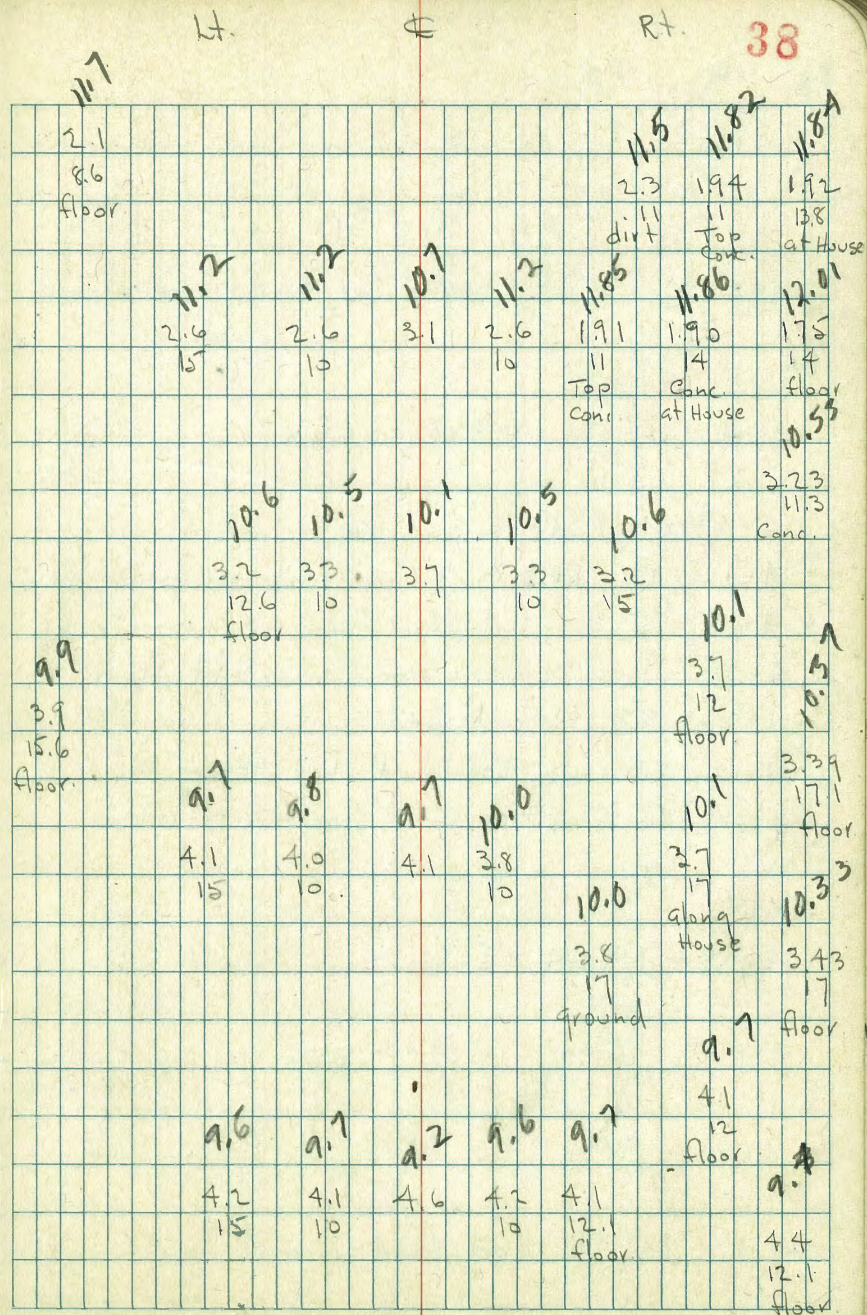 Lt. ℄ Rt. 38
11.7
2.1
8.6
floor
11.5 11.82 11.84
2.3 1.94 1.92
11 11 13.8
dirt Top Conc. at House
11.2 11.2 10.7 11.2 11.85 11.86 12.01
2.6 2.6 3.1 2.6 1.91 1.90 1.75
15 10 10 11 14 14
Top Conc. floor
Conc. at House
10.53
3.23
11.3
Conc.
10.6 10.5 10.1 10.5 10.6
3.2 3.3 3.7 3.3 3.2
12.6 10 10 15
floor
10.1
3.7
12
floor
9.9
3.9
15.6
floor.
10.37
3.39
17.1
floor
9.7 9.8 9.7 10.0 10.1
4.1 4.0 4.1 3.8 3.7
15 10 10 17
along
House
10.0
3.8
17
ground
10.33
3.43
17
floor
9.7
4.1
12
floor
9.6 9.7 9.2 9.6 9.7
4.2 4.1 4.6 4.2 4.1
15 10 10 12.1
floor
9.4
4.4
12.1
floor